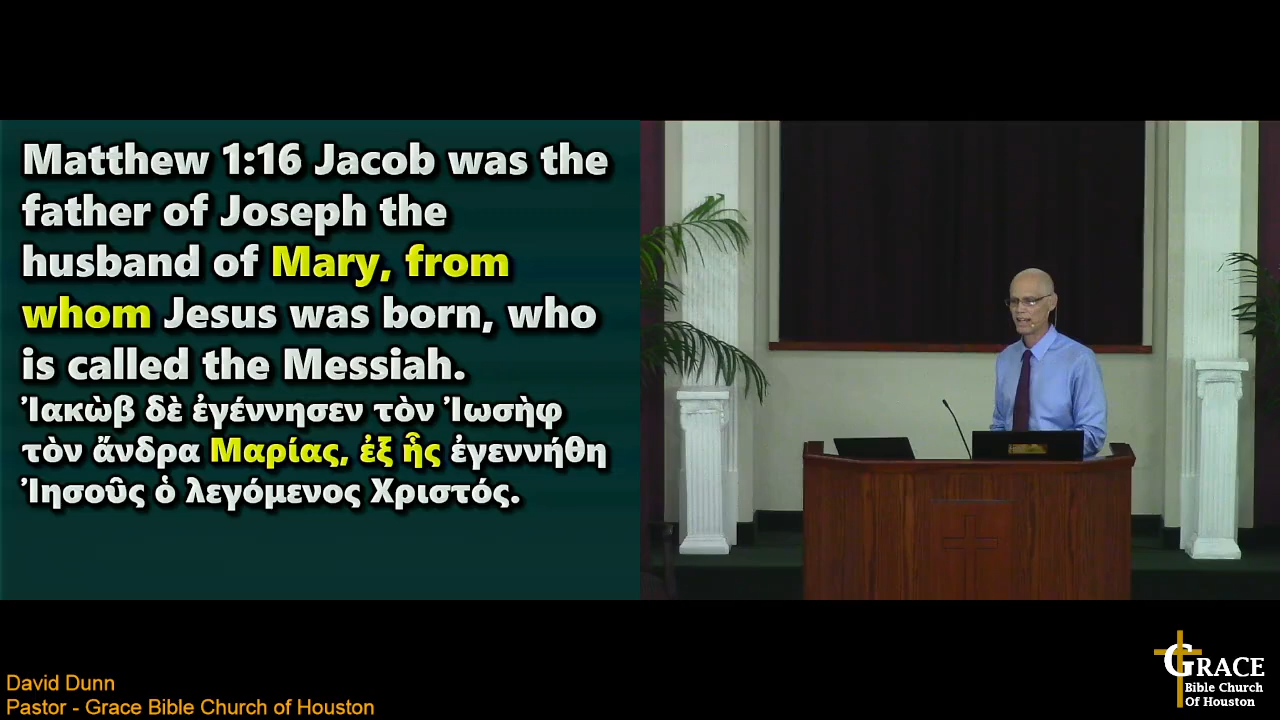 Matthew 1:16 Jacob was the
father of Joseph the
husband of Mary, from
whom Jesus was born, who
is called the Messiah.
Ἰακὼβ δὲ ἐγέννησεν τὸν Ἰωσὴφ
τὸν ἄνδρα Μαρίας, ἐξ ἧς ἐγεννήθη
Ἰησοῦς ὁ λεγόμενος Χριστός.
David Dunn
Pastor - Grace Bible Church of Houston
GRACE
Bible Church
Of Houston